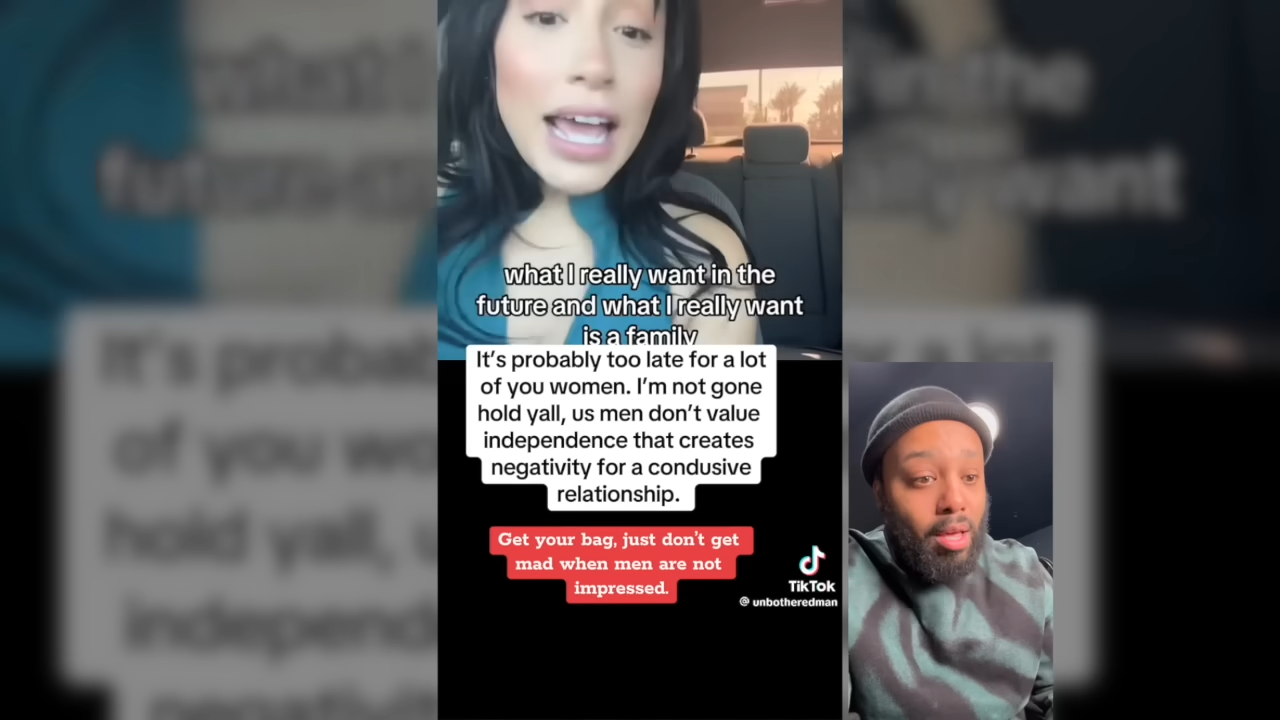 what I really want in the
future and what I really want
is a family
It's probably too late for a lot
of you women. I'm not gone
hold yall, us men don't value
independence that creates
negativity for a condusive
relationship.
Get your bag, just don't get
mad when men are not
impressed.
TikTok
@ unbotheredman